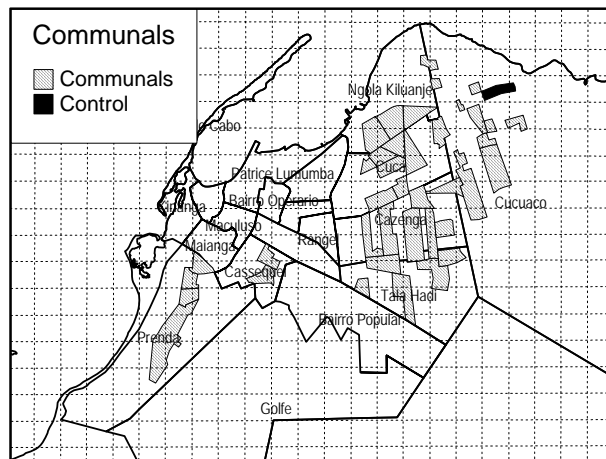 Communals
Communals
Control
Ngola Kiluanje
o Cabo
Patrice Lumumba
Cuca
Bairro Operario
Kinanga
Cucuaco
Maculuso
Cazenga
Rangel
Maianga
Cassequel
Tala Hadi
Bairro Popular
Prenda
Golfe